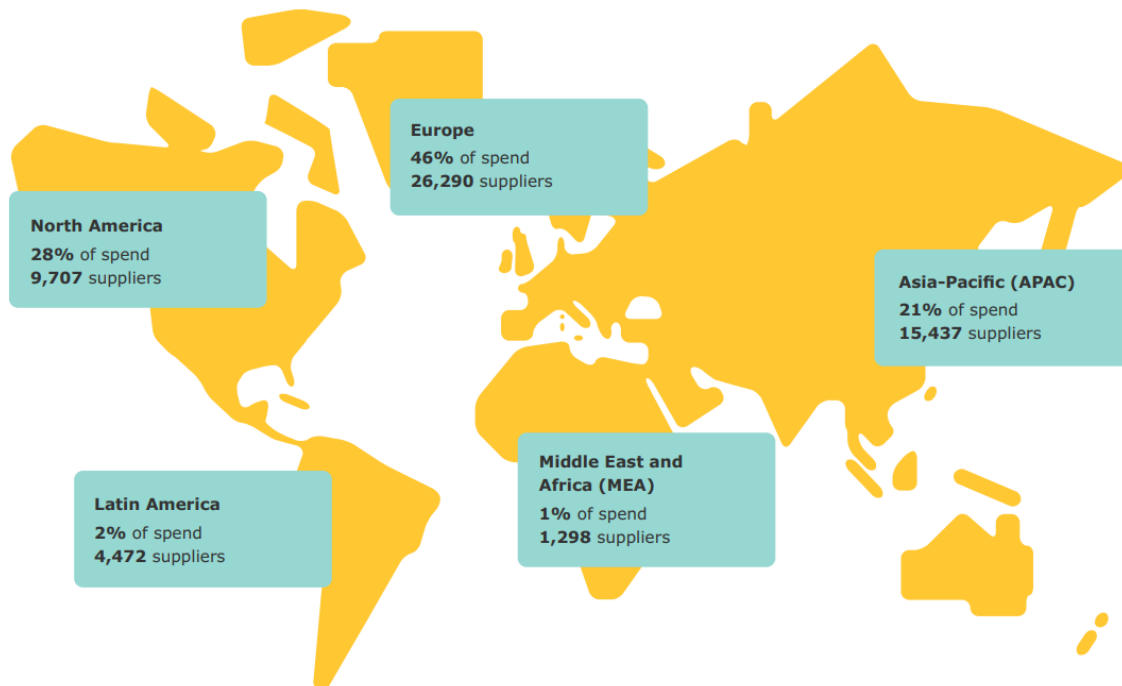 Europe
46% of spend
26,290 suppliers
North America
28% of spend
9,707 suppliers
Asia-Pacific (APAC)
21% of spend
15,437 suppliers
Latin America
2% of spend
4,472 suppliers
Middle East and
Africa (MEA)
1% of spend
1,298 suppliers